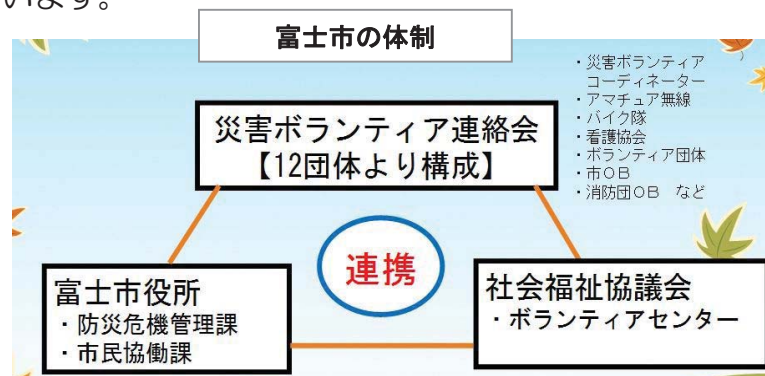 います。
富士市の体制
災害ボランティア連絡会
【12団体より構成】
・災害ボランティア
コーディネーター
・アマチュア無線
・バイク隊
・看護協会
・ボランティア団体
・市ＯＢ
・消防団ＯＢ　など
連携
富士市役所
・防災危機管理課
・市民協働課
社会福祉協議会
・ボランティアセンター